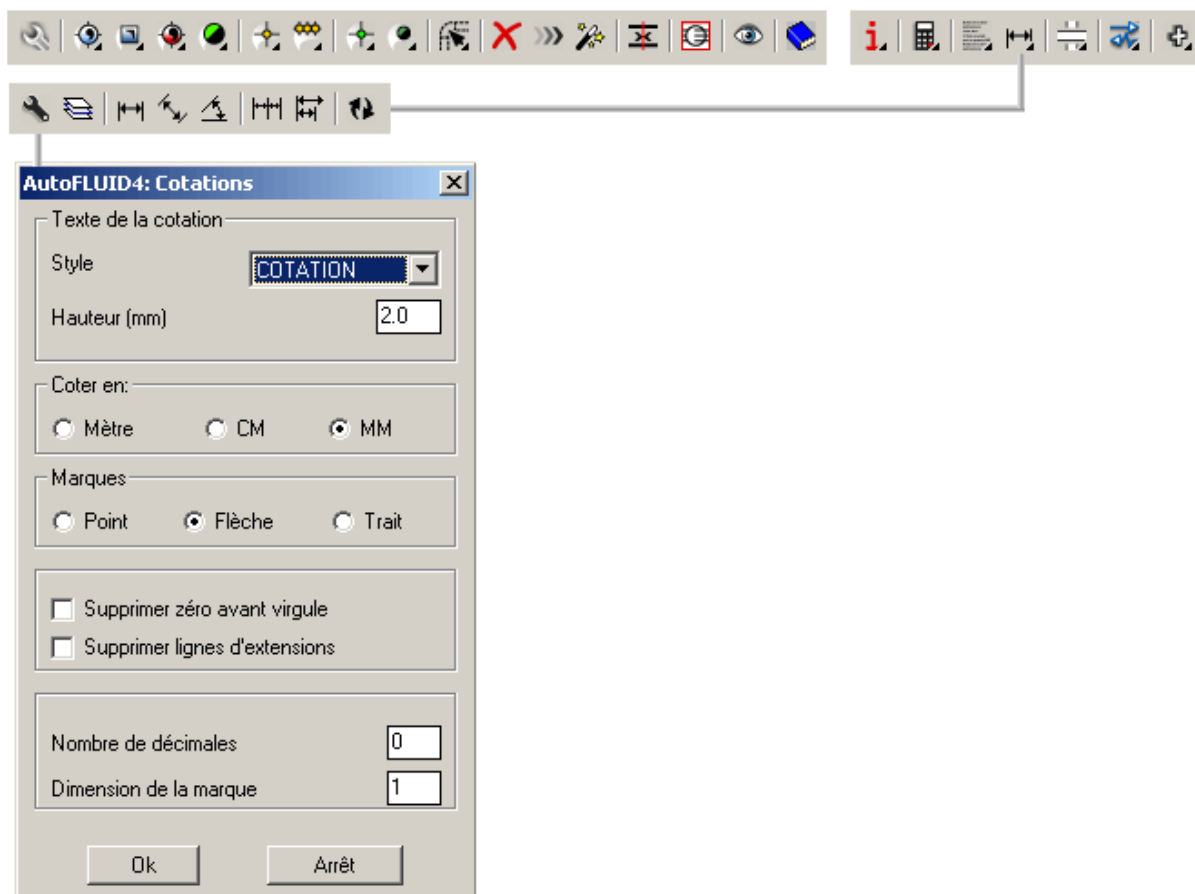 AutoFLUID4: Cotations
Texte de la cotation
Style COTATION
Hauteur (mm) 2.0
Coter en:
Mètre CM MM
Marques
Point Flèche Trait
Supprimer zéro avant virgule
Supprimer lignes d'extensions
Nombre de décimales 0
Dimension de la marque 1
Ok Arrêt